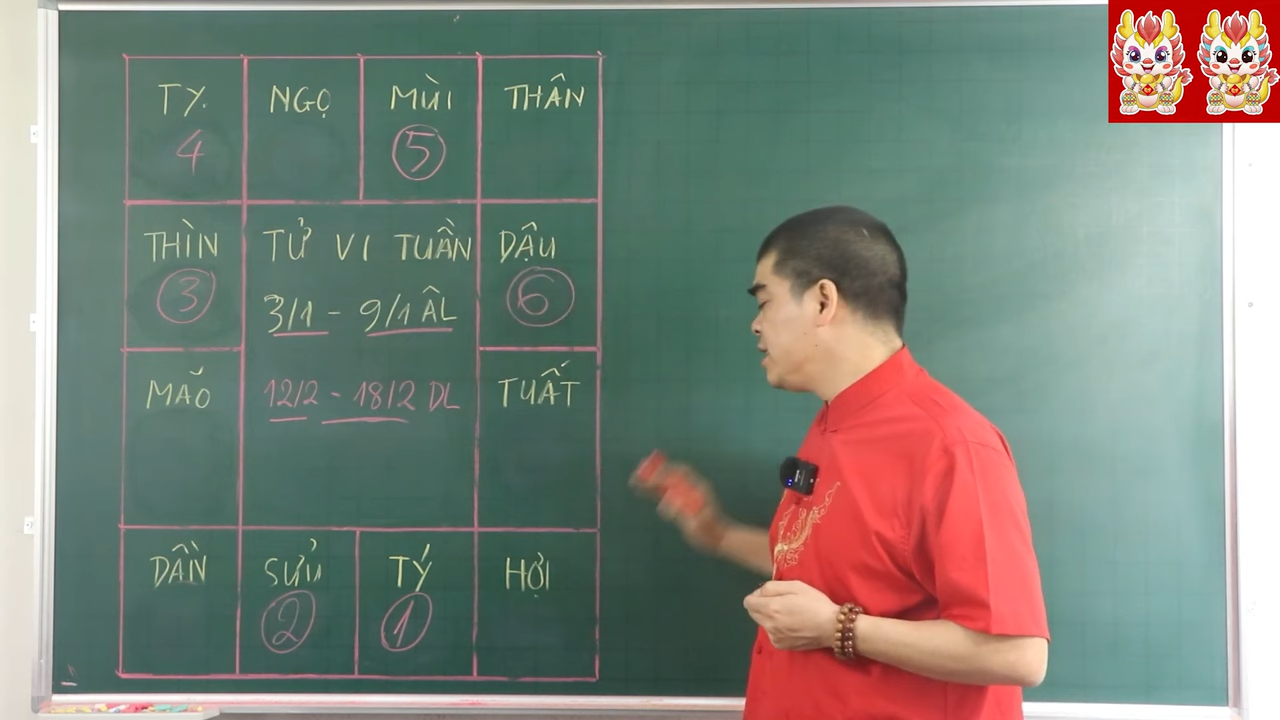 TỴ.
4
NGỌ
MÙI
5
THÂN
THÌN
3
TỬ VI TUẦN
3/1 - 9/1 ÂL
12/2 - 18/2 DL
DẬU
6
MÃO
TUẤT
DẦN
SỬU
2
TÝ
1
HỢI